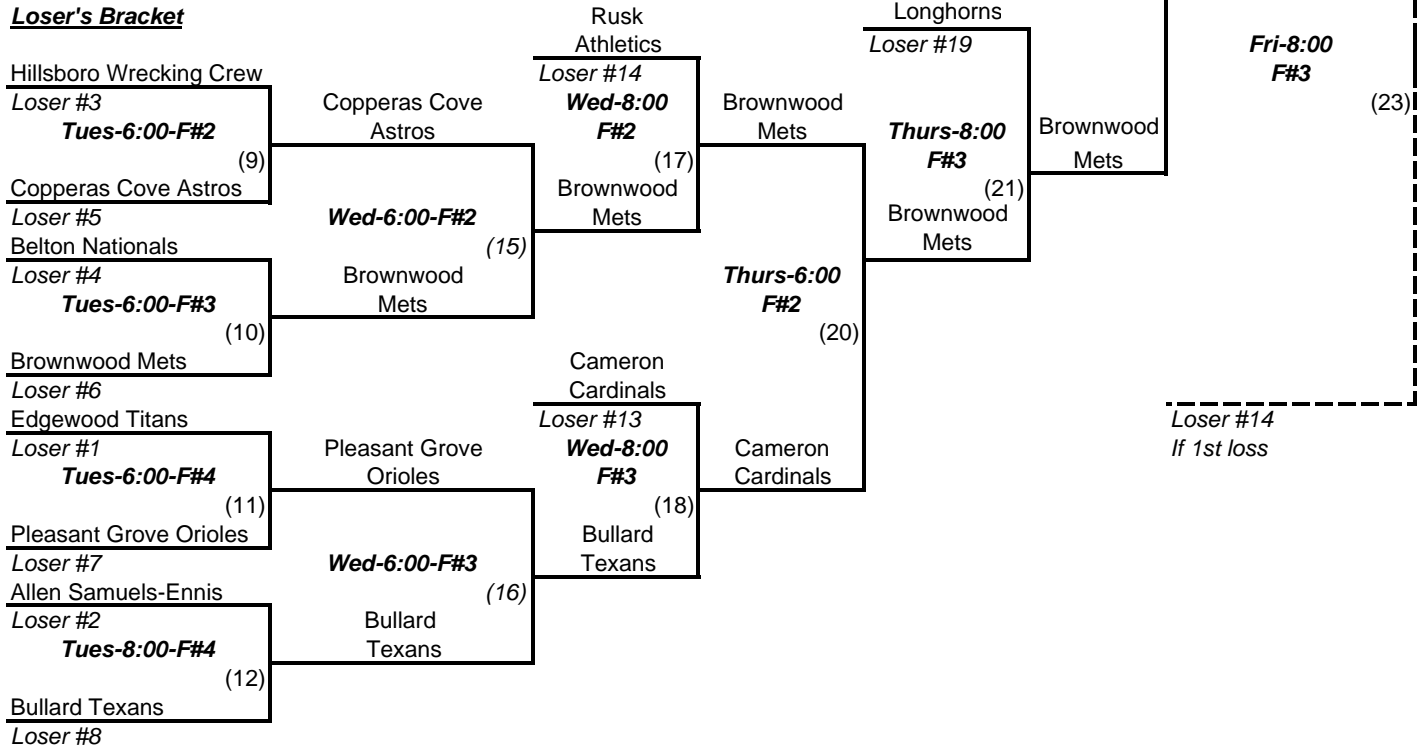 Loser's Bracket
Hillsboro Wrecking Crew
Loser #3
Tues-6:00-F#2
(9)
Copperas Cove Astros
Loser #5
Belton Nationals
Loser #4
Tues-6:00-F#3
(10)
Brownwood Mets
Loser #6
Edgewood Titans
Loser #1
Tues-6:00-F#4
(11)
Pleasant Grove Orioles
Loser #7
Allen Samuels-Ennis
Loser #2
Tues-8:00-F#4
(12)
Bullard Texans
Loser #8
Copperas Cove
Astros
Wed-6:00-F#2
(15)
Brownwood
Mets
Pleasant Grove
Orioles
Wed-6:00-F#3
(16)
Bullard
Texans
Rusk
Athletics
Loser #14
Wed-8:00
F#2
(17)
Brownwood
Mets
Cameron
Cardinals
Loser #13
Wed-8:00
F#3
(18)
Bullard
Texans
Brownwood
Mets
Thurs-6:00
F#2
(20)
Cameron
Cardinals
Longhorns
Loser #19
Thurs-8:00
F#3
(21)
Brownwood
Mets
Brownwood
Mets
Fri-8:00
F#3
(23)
Loser #14
If 1st loss